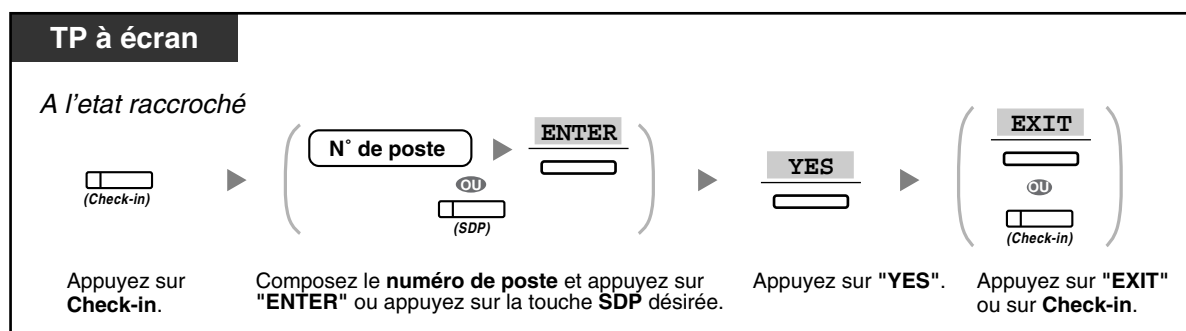 TP à écran
A l'etat raccroché
(Check-in)
N° de poste
ENTER
OU
(SDP)
YES
EXIT
OU
(Check-in)
Appuyez sur
Check-in.
Composez le numéro de poste et appuyez sur
"ENTER" ou appuyez sur la touche SDP désirée.
Appuyez sur "YES".
Appuyez sur "EXIT"
ou sur Check-in.